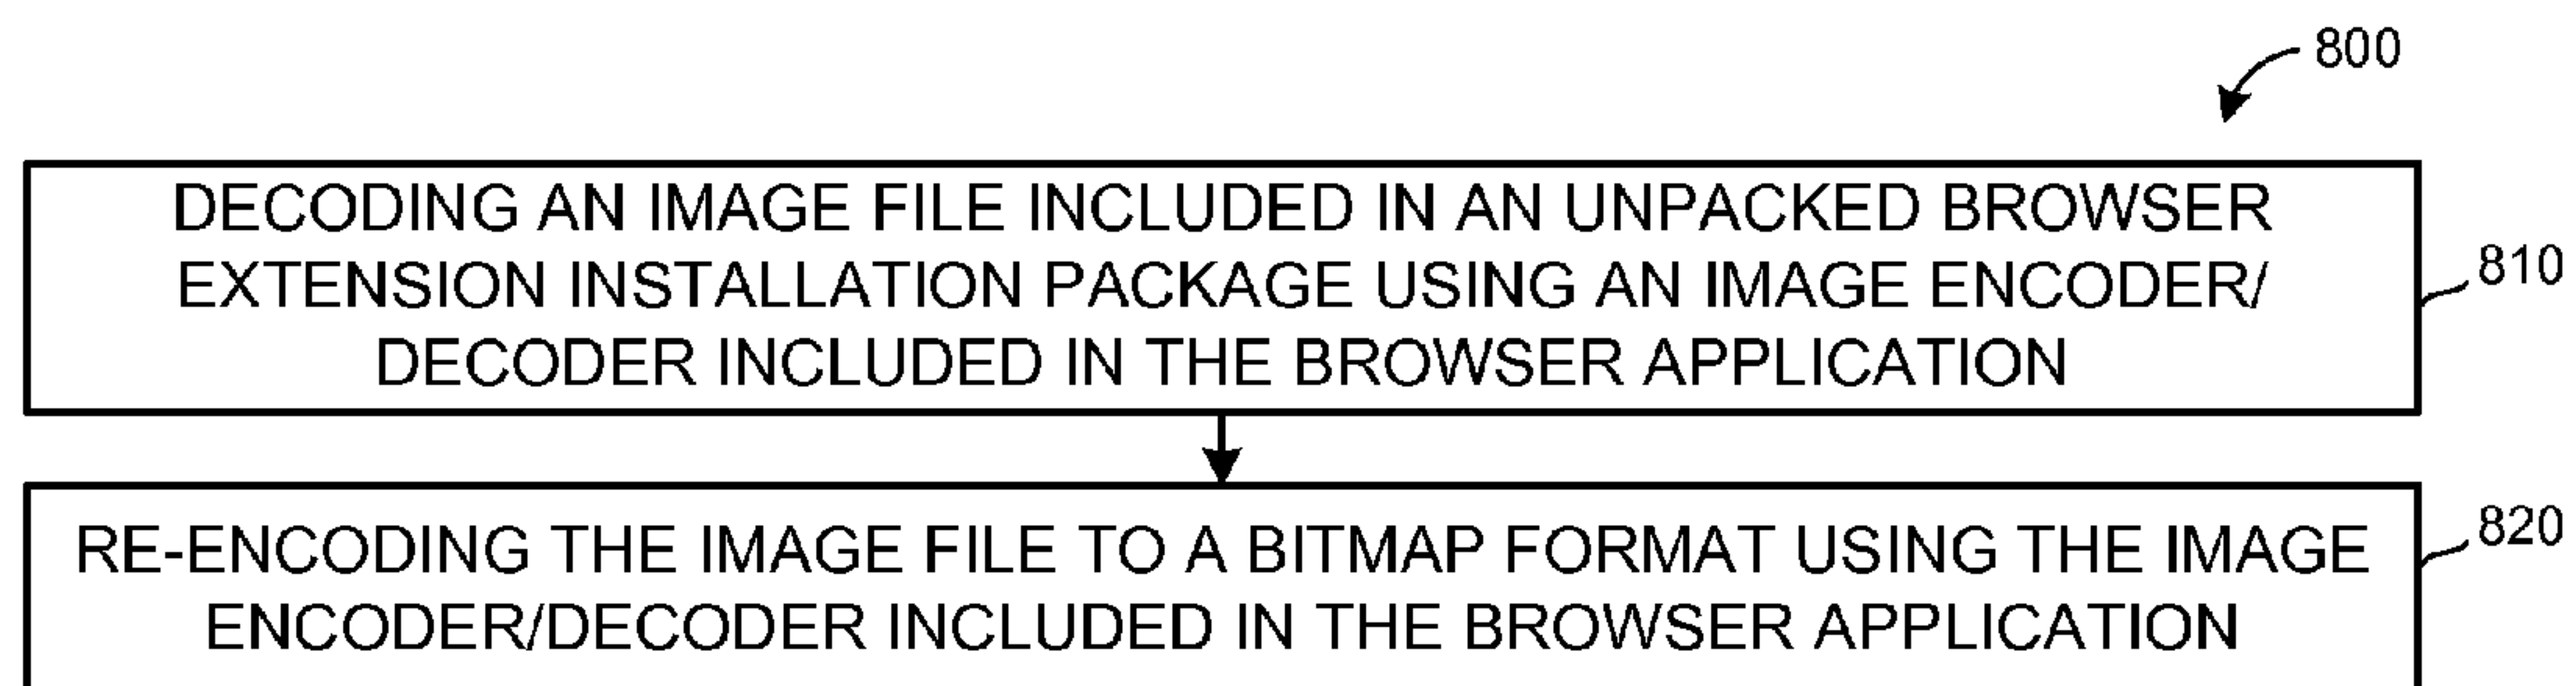 800
DECODING AN IMAGE FILE INCLUDED IN AN UNPACKED BROWSER
EXTENSION INSTALLATION PACKAGE USING AN IMAGE ENCODER/
DECODER INCLUDED IN THE BROWSER APPLICATION
810
RE-ENCODING THE IMAGE FILE TO A BITMAP FORMAT USING THE IMAGE
ENCODER/DECODER INCLUDED IN THE BROWSER APPLICATION
820